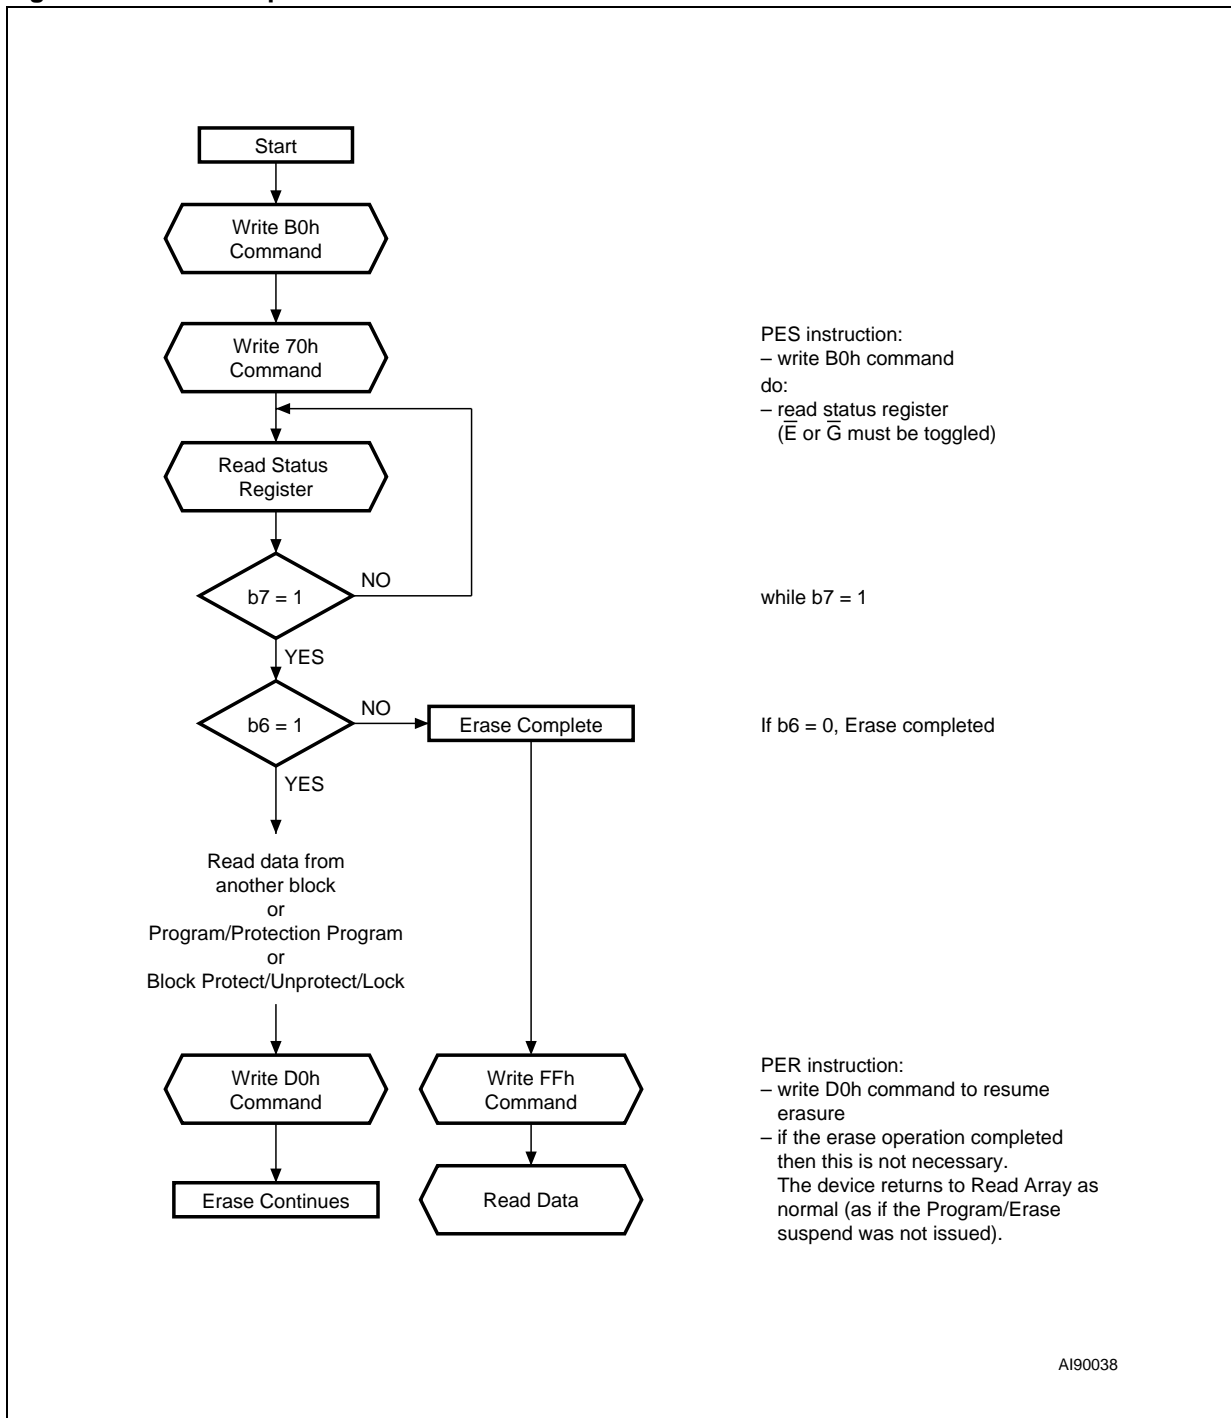 Start
Write B0h
Command
Write 70h
Command
Read Status
Register
b7 = 1
NO
YES
b6 = 1
NO
Erase Complete
YES
Read data from
another block
or
Program/Protection Program
or
Block Protect/Unprotect/Lock
Write D0h
Command
Erase Continues
Write FFh
Command
Read Data
PES instruction:
– write B0h command
do:
– read status register
(E̅ or G̅ must be toggled)
while b7 = 1
If b6 = 0, Erase completed
PER instruction:
– write D0h command to resume
erasure
– if the erase operation completed
then this is not necessary.
The device returns to Read Array as
normal (as if the Program/Erase
suspend was not issued).
AI90038